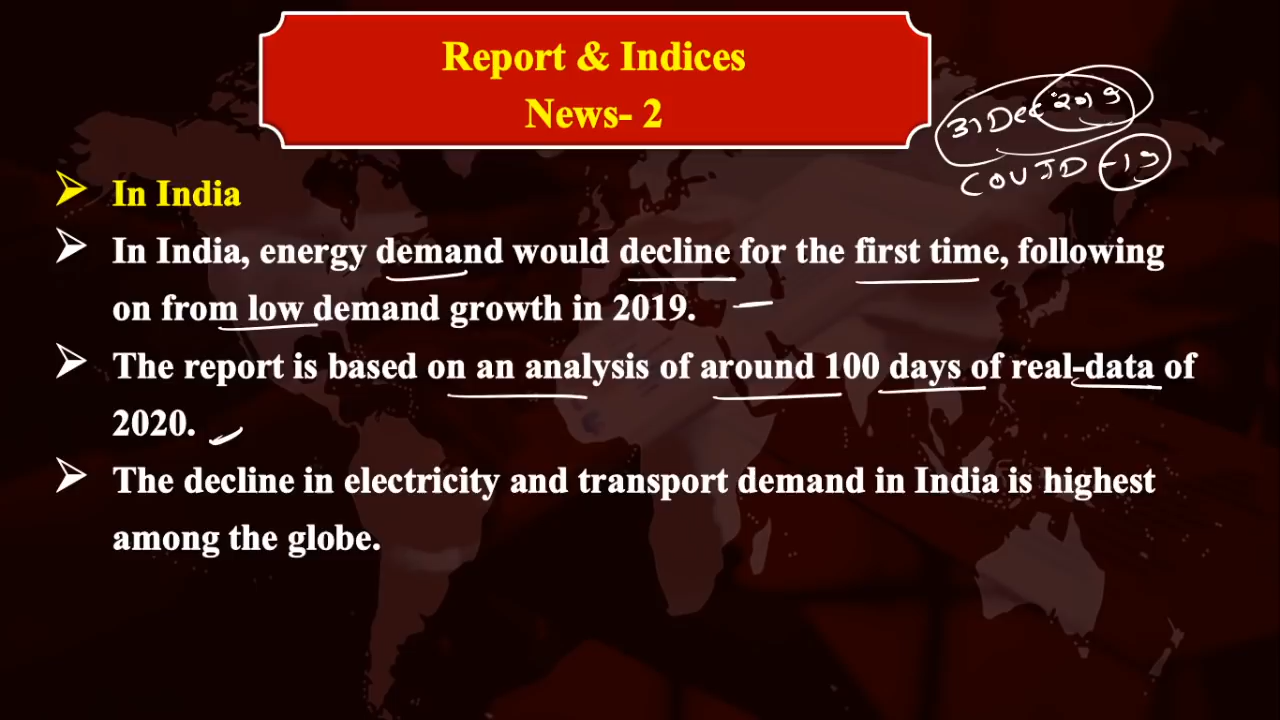 Report & Indices
News- 2
31 Dec 2019
COVID -19
In India
In India, energy demand would decline for the first time, following
on from low demand growth in 2019.
The report is based on an analysis of around 100 days of real-data of
2020.
The decline in electricity and transport demand in India is highest
among the globe.